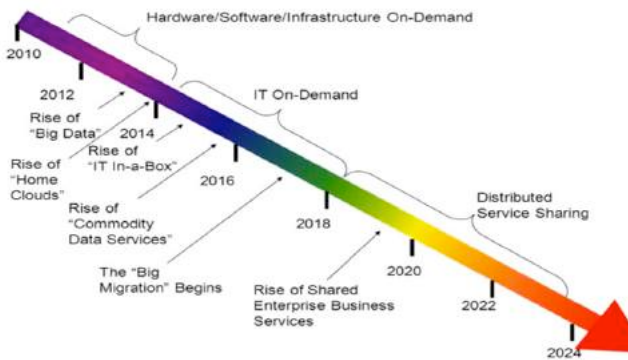 Hardware/Software/Infrastructure On-Demand
2010
2012
IT On-Demand
Rise of
“Big Data”
2014
Rise of
“IT In-a-Box”
Rise of
“Home
Clouds”
2016
Distributed
Service Sharing
Rise of
“Commodity
Data Services”
2018
The “Big
Migration” Begins
2020
Rise of Shared
Enterprise Business
Services
2022
2024